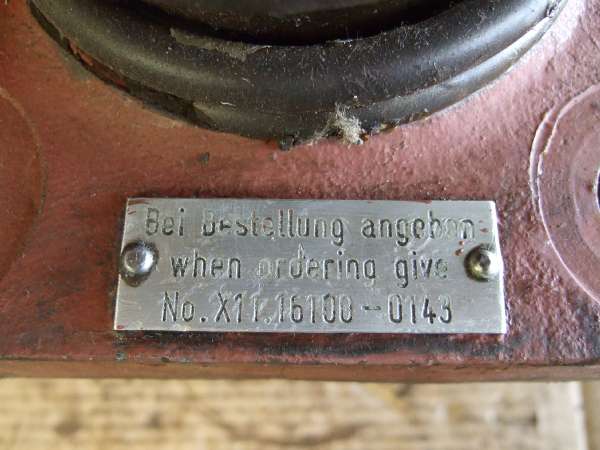 Bei Bestellung angeben
when ordering give
No. X11.16100-0143